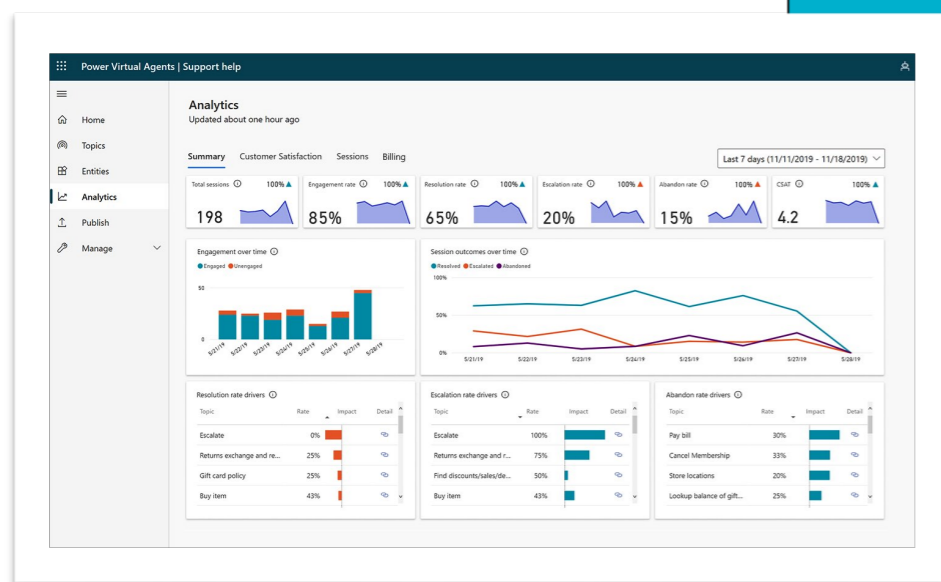 Power Virtual Agents | Support help
Home
Topics
Entities
Analytics
Publish
Manage
Analytics
Updated about one hour ago
Summary Customer Satisfaction Sessions Billing
Last 7 days (11/11/2019 - 11/18/2019)
Total sessions 100%
198
Engagement rate 100%
85%
Resolution rate 100%
65%
Escalation rate 100%
20%
Abandon rate 100%
15%
CSAT 100%
4.2
Engagement over time
Engaged Unengaged
50
0
5/21/19 5/22/19 5/23/19 5/24/19 5/25/19 5/26/19 5/27/19 5/28/19
Session outcomes over time
Resolved Escalated Abandoned
100%
50%
0%
5/21/19 5/22/19 5/23/19 5/24/19 5/25/19 5/26/19 5/27/19 5/28/19
Resolution rate drivers
Topic Rate Impact Detail
Escalate 0%
Returns exchange and re... 25%
Gift card policy 25%
Buy item 43%
Escalation rate drivers
Topic Rate Impact Detail
Escalate 100%
Returns exchange and r... 75%
Find discounts/sales/de... 50%
Buy item 43%
Abandon rate drivers
Topic Rate Impact Detail
Pay bill 30%
Cancel Membership 33%
Store locations 20%
Lookup balance of gift... 25%